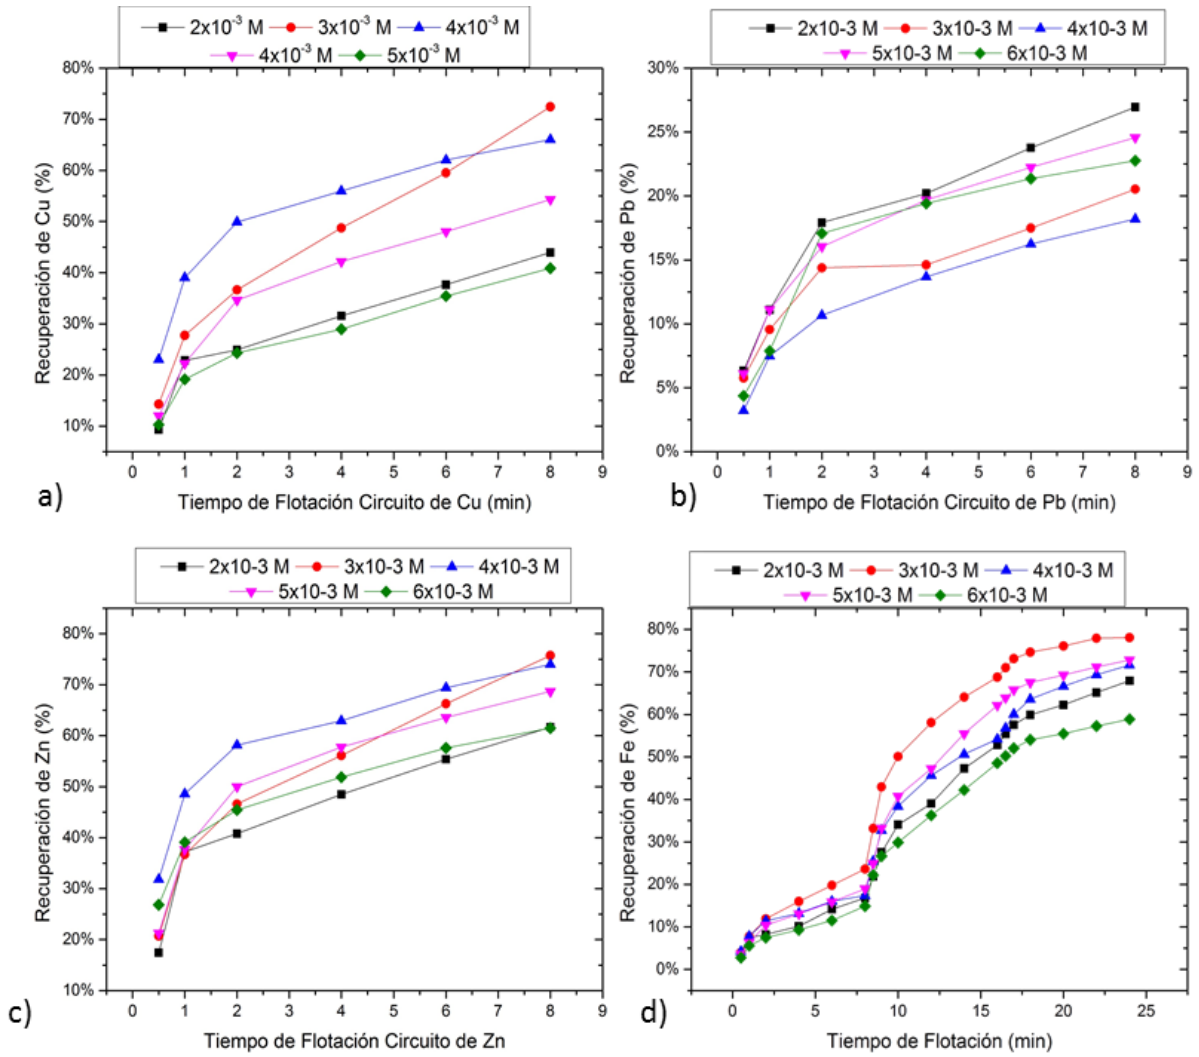 2x10⁻³ M 3x10⁻³ M 4x10⁻³ M
4x10⁻³ M 5x10⁻³ M
80%
70%
60%
50%
40%
30%
20%
10%
Recuperación de Cu (%)
0 1 2 3 4 5 6 7 8 9
a) Tiempo de Flotación Circuito de Cu (min)
2x10-3 M 3x10-3 M 4x10-3 M
5x10-3 M 6x10-3 M
30%
25%
20%
15%
10%
5%
0%
Recuperación de Pb (%)
0 1 2 3 4 5 6 7 8 9
b) Tiempo de Flotación Circuito de Pb (min)
2x10-3 M 3x10-3 M 4x10-3 M
5x10-3 M 6x10-3 M
80%
70%
60%
50%
40%
30%
20%
10%
Recuperación de Zn (%)
0 1 2 3 4 5 6 7 8 9
c) Tiempo de Flotación Circuito de Zn
2x10-3 M 3x10-3 M 4x10-3 M
5x10-3 M 6x10-3 M
80%
70%
60%
50%
40%
30%
20%
10%
0%
Recuperación de Fe (%)
0 5 10 15 20 25
d) Tiempo de Flotación (min)